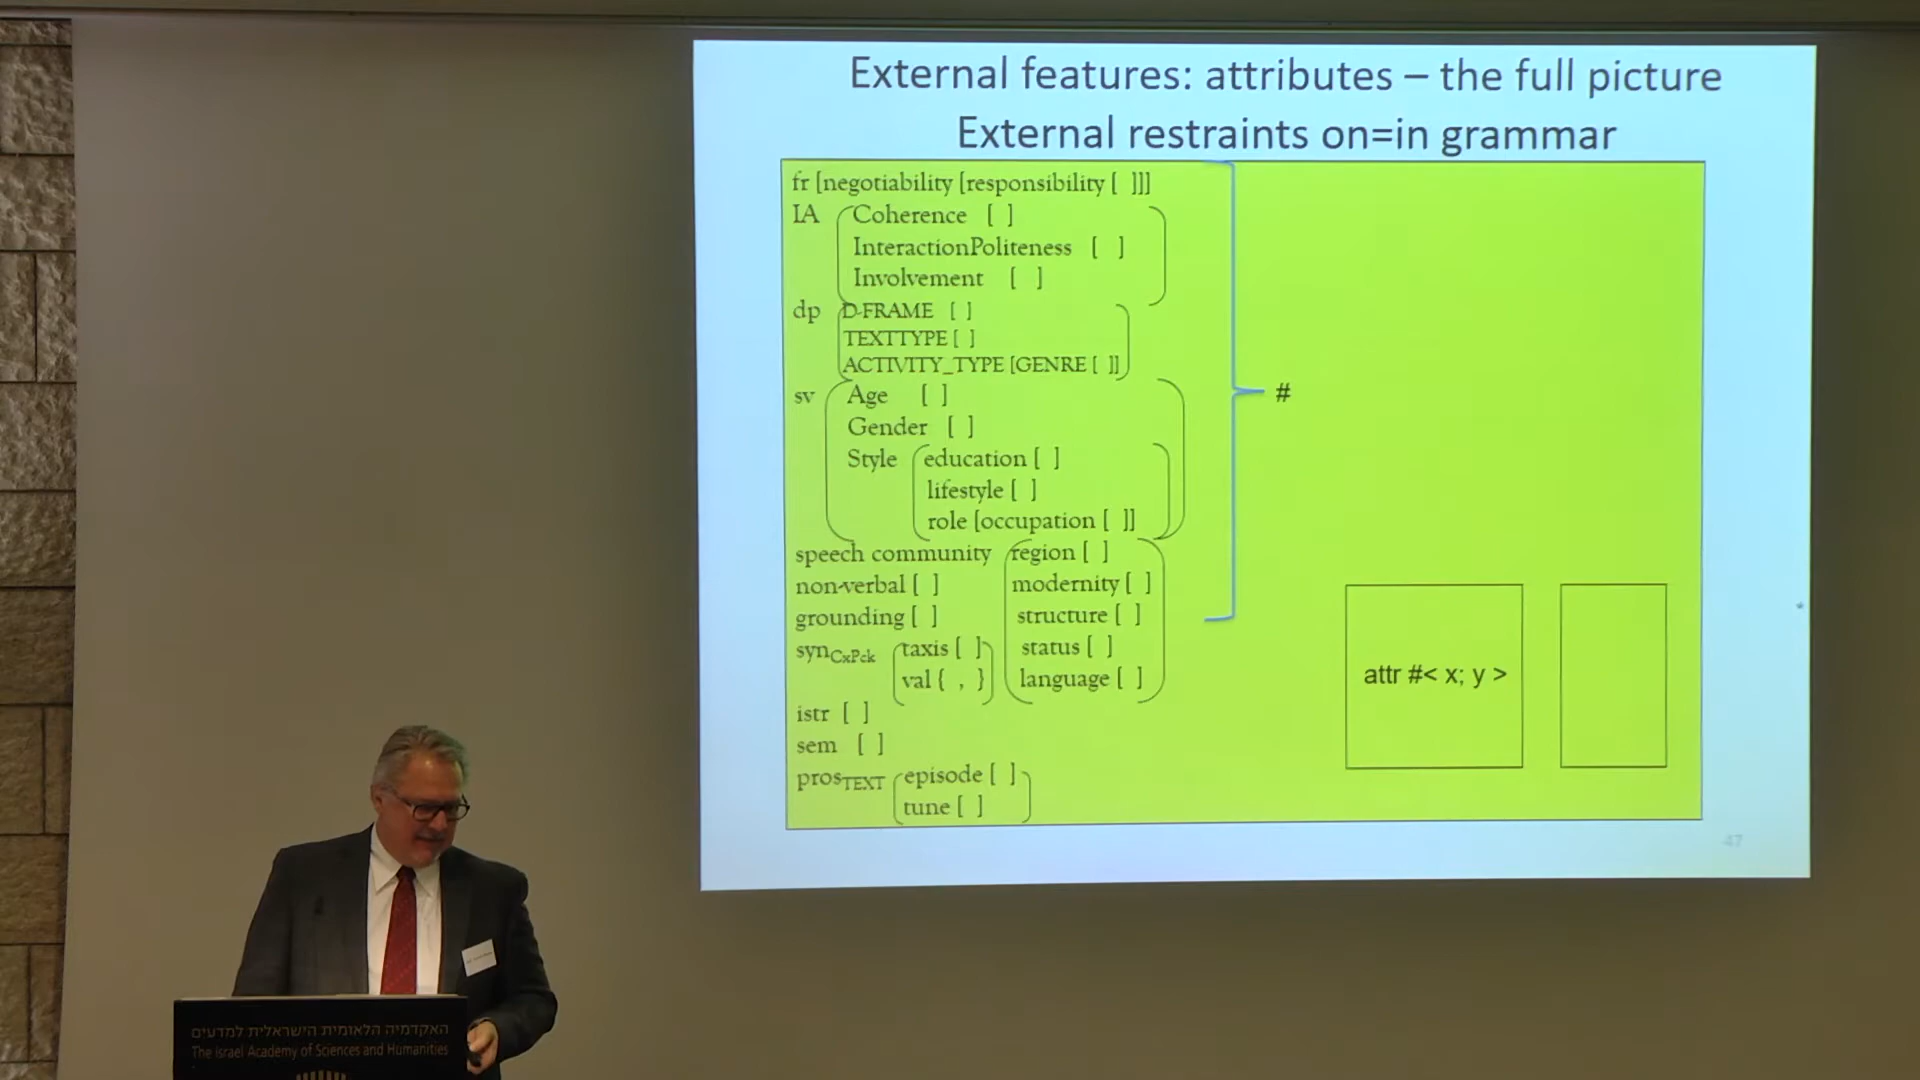 External features: attributes – the full picture
External restraints on=in grammar
fr [negotiability [responsibility [ ]]]
IA Coherence [ ]
InteractionPoliteness [ ]
Involvement [ ]
dp D-FRAME [ ]
TEXTTYPE [ ]
ACTIVITY_TYPE [GENRE [ ]]
sv Age [ ]
Gender [ ]
Style education [ ]
lifestyle [ ]
role [occupation [ ]]
speech community region [ ]
non-verbal [ ] modernity [ ]
grounding [ ] structure [ ]
synCxPck taxis [ ] status [ ]
val { , } language [ ]
istr [ ]
sem [ ]
prosTEXT episode [ ]
tune [ ]
#
attr #< x; y >
47
האקדמיה הלאומית הישראלית למדעים
The Israel Academy of Sciences and Humanities